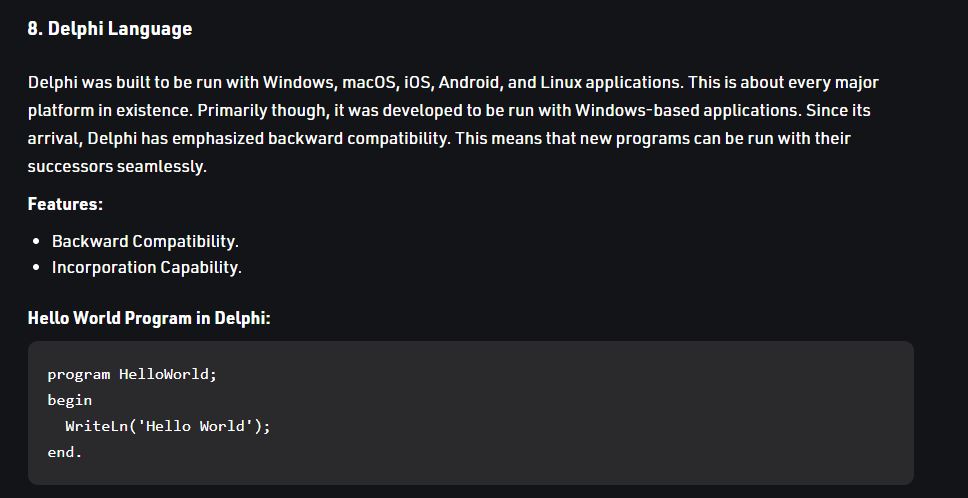 8. Delphi Language
Delphi was built to be run with Windows, macOS, iOS, Android, and Linux applications. This is about every major
platform in existence. Primarily though, it was developed to be run with Windows-based applications. Since its
arrival, Delphi has emphasized backward compatibility. This means that new programs can be run with their
successors seamlessly.
Features:
• Backward Compatibility.
• Incorporation Capability.
Hello World Program in Delphi:
program HelloWorld;
begin
  WriteLn('Hello World');
end.